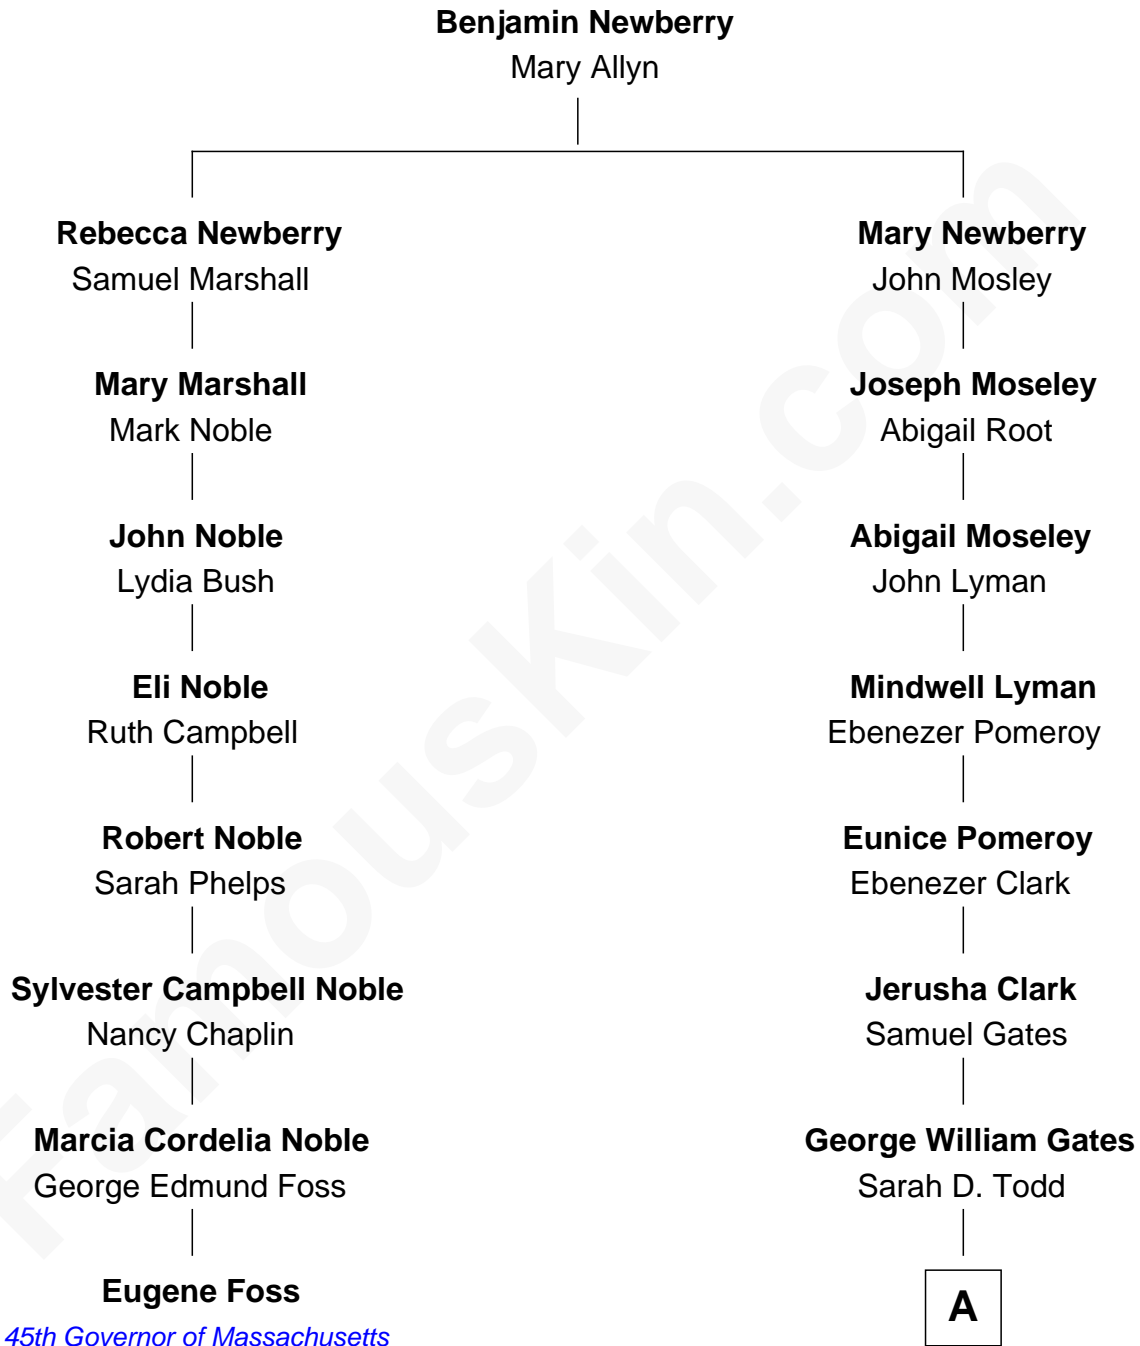 Benjamin Newberry
Mary Allyn
Rebecca Newberry
Samuel Marshall
Mary Marshall
Mark Noble
John Noble
Lydia Bush
Eli Noble
Ruth Campbell
Robert Noble
Sarah Phelps
Sylvester Campbell Noble
Nancy Chaplin
Marcia Cordelia Noble
George Edmund Foss
Eugene Foss
45th Governor of Massachusetts
Mary Newberry
John Mosley
Joseph Moseley
Abigail Root
Abigail Moseley
John Lyman
Mindwell Lyman
Ebenezer Pomeroy
Eunice Pomeroy
Ebenezer Clark
Jerusha Clark
Samuel Gates
George William Gates
Sarah D. Todd
A
FamousKin.com